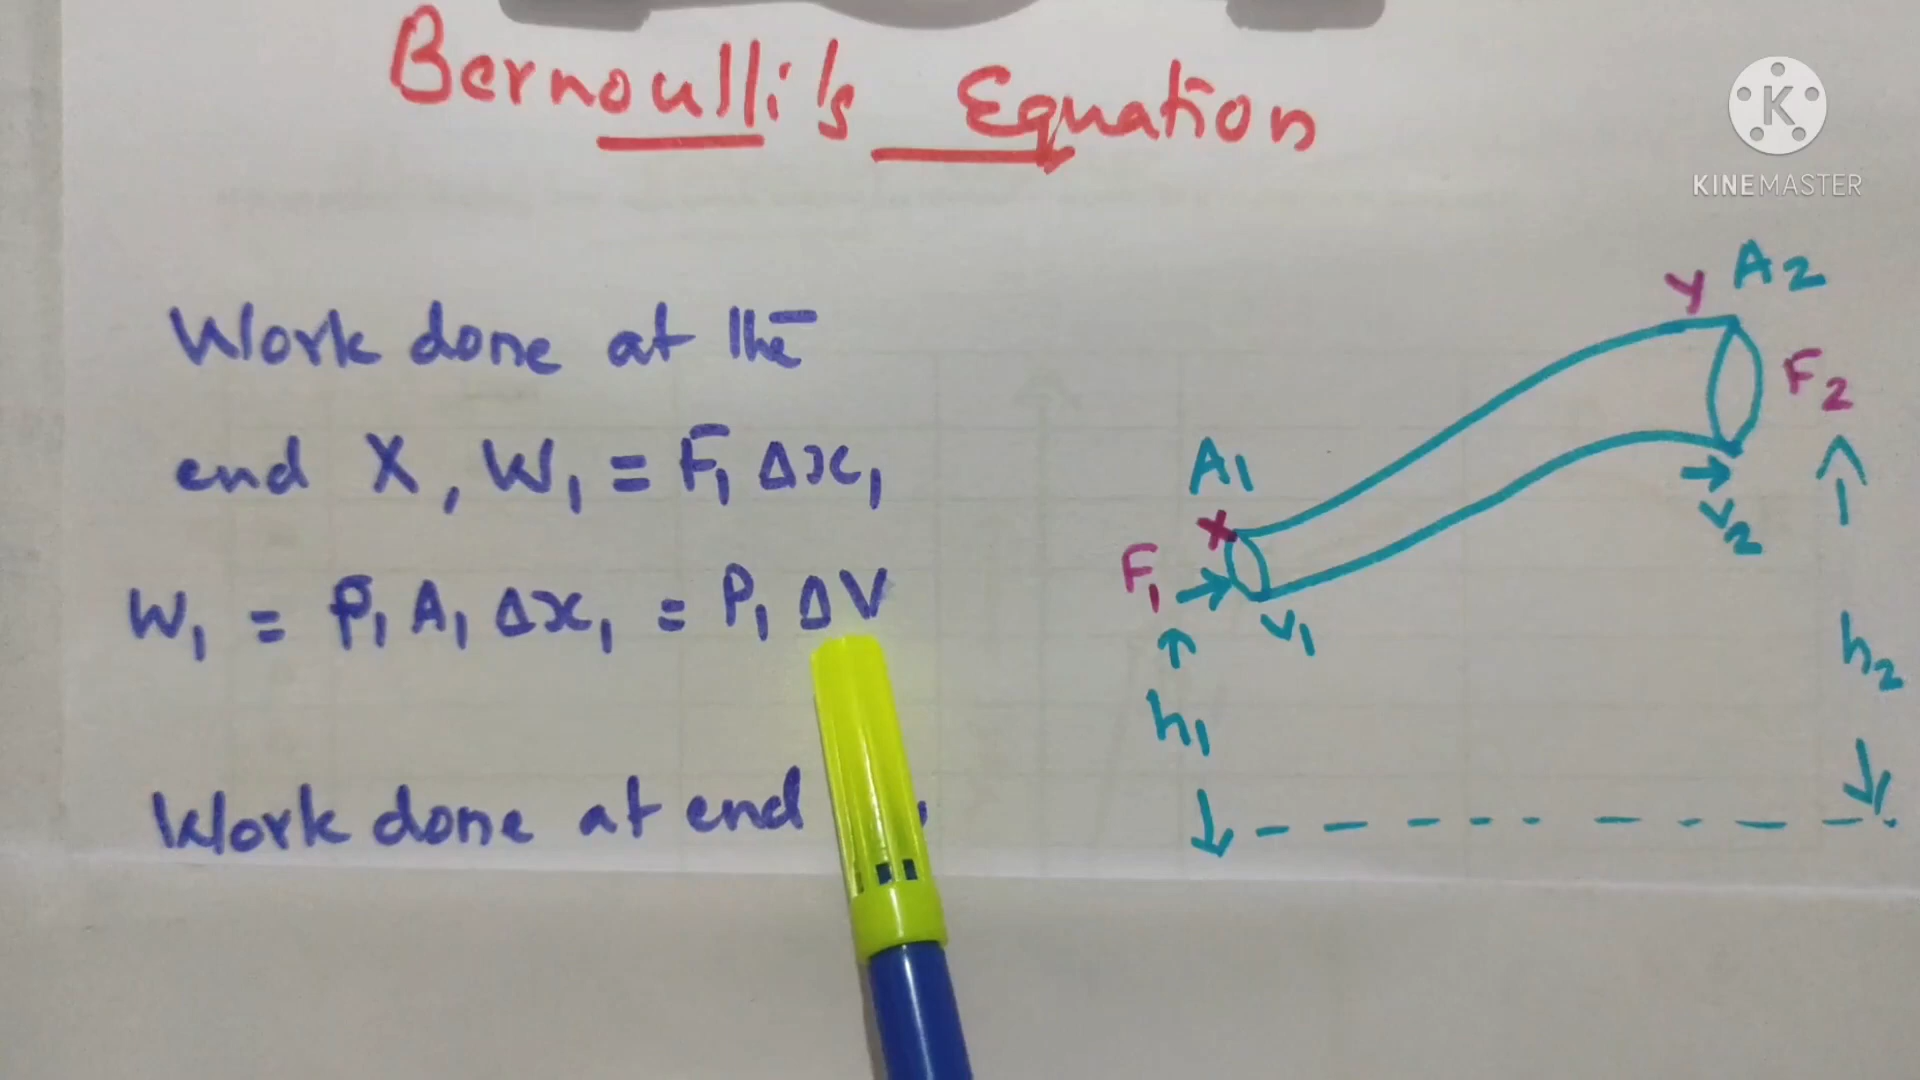 Bernoulli's Equation
Work done at the
end X, W₁ = F₁ Δx₁
W₁ = P₁ A₁ Δx₁ = P₁ ΔV
Work done at end
A₁
X
F₁
v₁
h₁
Y
A₂
F₂
v₂
h₂
K
KINEMASTER